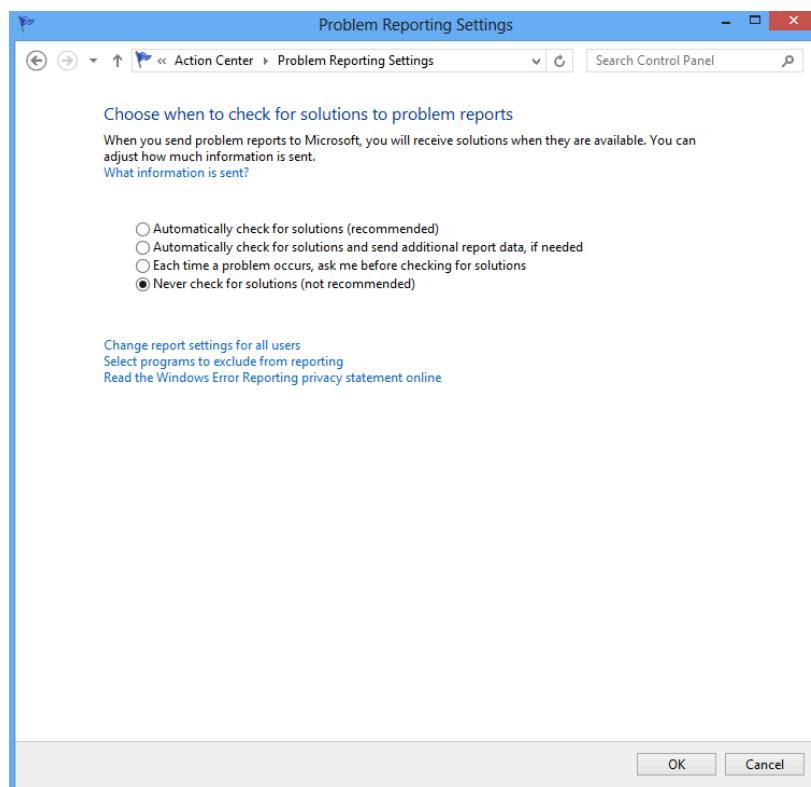 Problem Reporting Settings
« Action Center Problem Reporting Settings Search Control Panel
Choose when to check for solutions to problem reports
When you send problem reports to Microsoft, you will receive solutions when they are available. You can
adjust how much information is sent.
What information is sent?
Automatically check for solutions (recommended)
Automatically check for solutions and send additional report data, if needed
Each time a problem occurs, ask me before checking for solutions
Never check for solutions (not recommended)
Change report settings for all users
Select programs to exclude from reporting
Read the Windows Error Reporting privacy statement online
OK Cancel